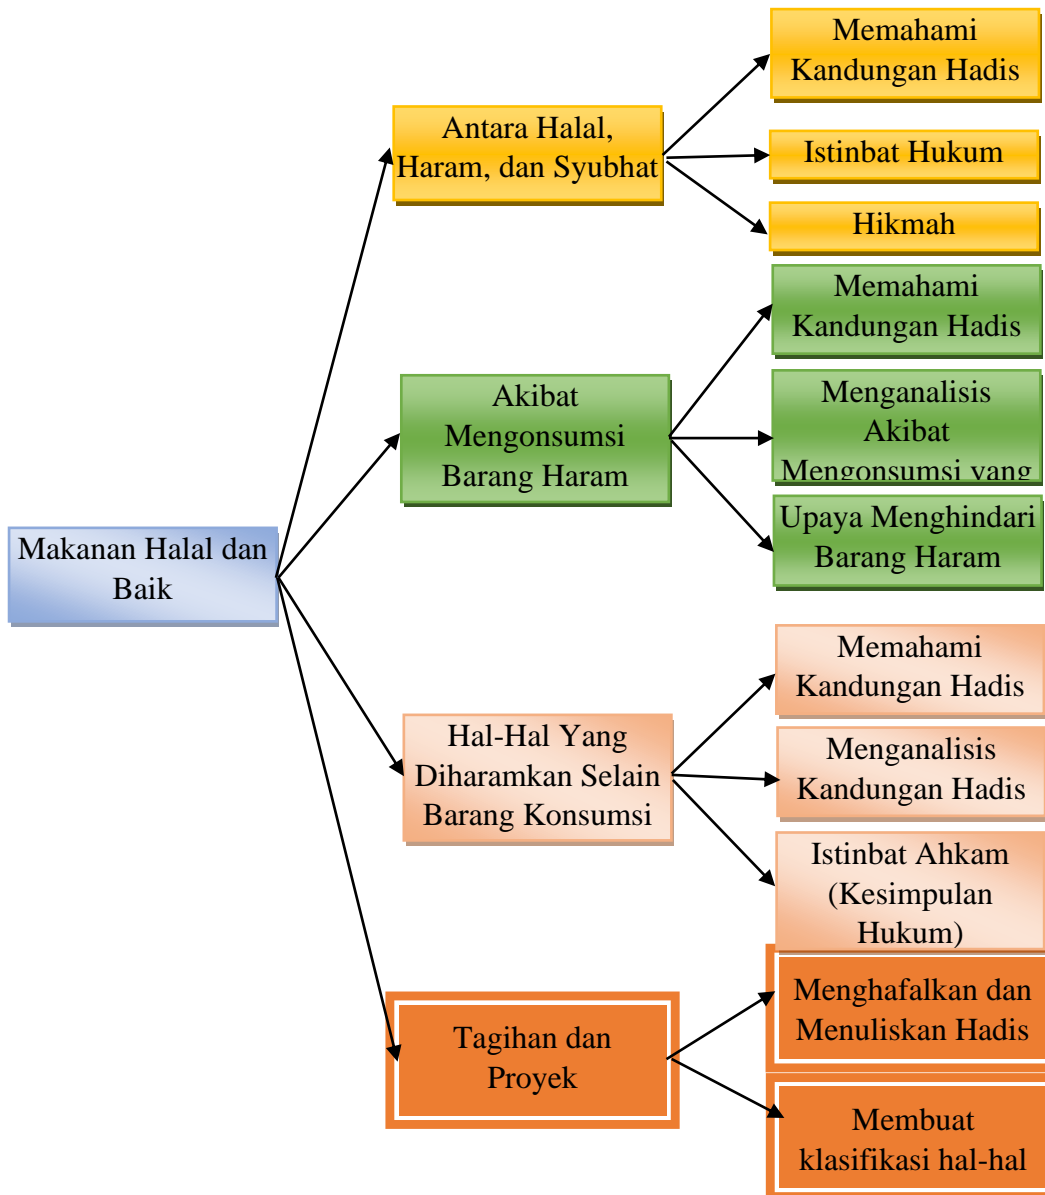 Makanan Halal dan
Baik
Antara Halal,
Haram, dan Syubhat
Memahami
Kandungan Hadis
Istinbat Hukum
Hikmah
Akibat
Mengonsumsi
Barang Haram
Memahami
Kandungan Hadis
Menganalisis
Akibat
Mengonsumsi yang
Upaya Menghindari
Barang Haram
Hal-Hal Yang
Diharamkan Selain
Barang Konsumsi
Memahami
Kandungan Hadis
Menganalisis
Kandungan Hadis
Istinbat Ahkam
(Kesimpulan
Hukum)
Tagihan dan
Proyek
Menghafalkan dan
Menuliskan Hadis
Membuat
klasifikasi hal-hal